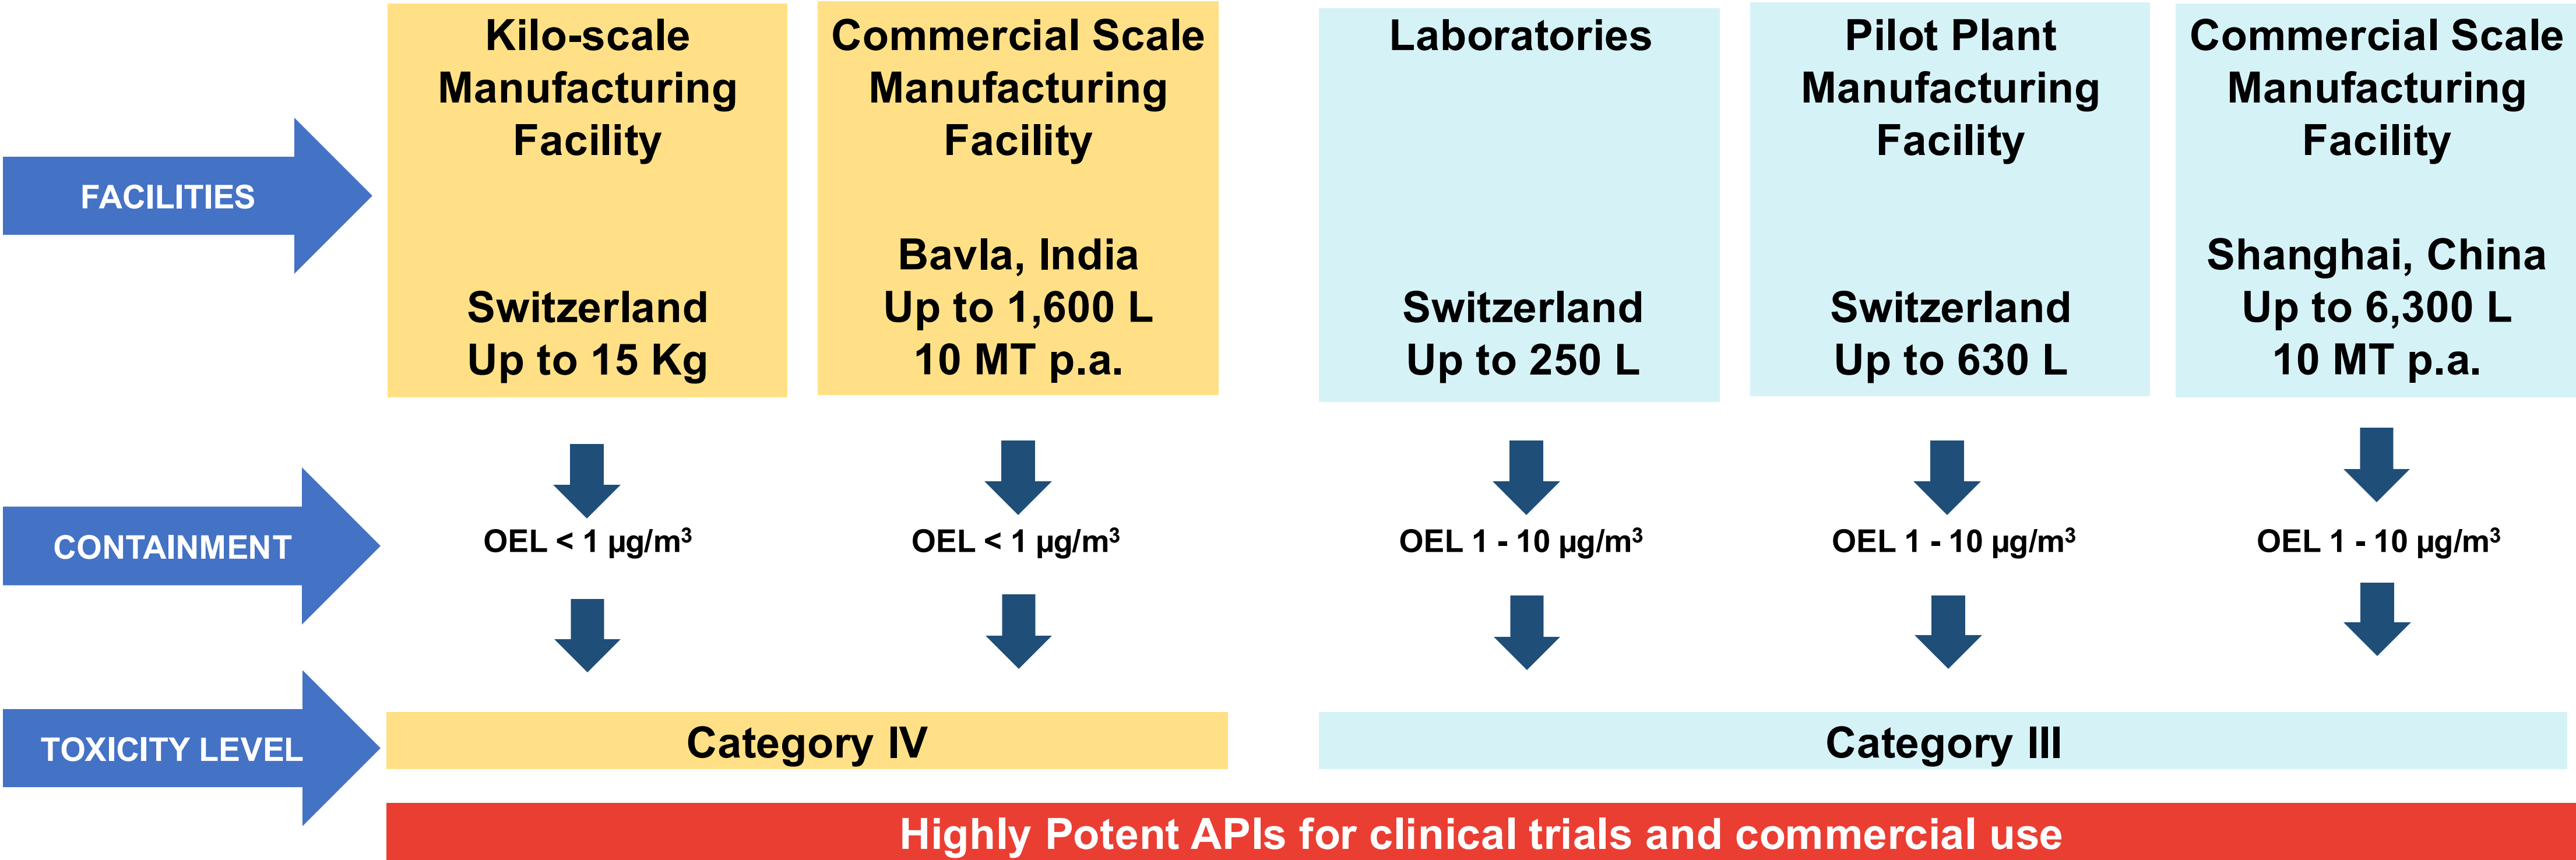 FACILITIES
Kilo-scale
Manufacturing
Facility
Switzerland
Up to 15 Kg
Commercial Scale
Manufacturing
Facility
Bavla, India
Up to 1,600 L
10 MT p.a.
Laboratories
Switzerland
Up to 250 L
Pilot Plant
Manufacturing
Facility
Switzerland
Up to 630 L
Commercial Scale
Manufacturing
Facility
Shanghai, China
Up to 6,300 L
10 MT p.a.
CONTAINMENT
OEL < 1 µg/m³
OEL < 1 µg/m³
OEL 1 - 10 µg/m³
OEL 1 - 10 µg/m³
OEL 1 - 10 µg/m³
TOXICITY LEVEL
Category IV
Category III
Highly Potent APIs for clinical trials and commercial use